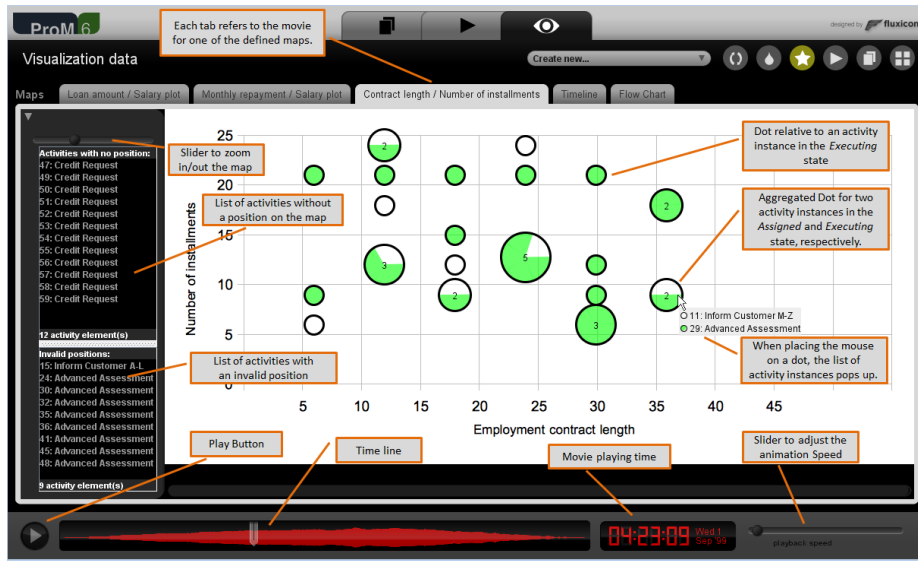 ProM 6
designed by fluxicon
Each tab refers to the movie
for one of the defined maps.
Visualization data
Create new...
Maps
Loan amount / Salary plot
Monthly repayment / Salary plot
Contract length / Number of installments
Timeline
Flow Chart
Activities with no position:
47: Credit Request
49: Credit Request
50: Credit Request
51: Credit Request
52: Credit Request
53: Credit Request
54: Credit Request
55: Credit Request
56: Credit Request
57: Credit Request
58: Credit Request
59: Credit Request
12 activity element(s)
Invalid positions:
15: Inform Customer A-L
24: Advanced Assessment
30: Advanced Assessment
32: Advanced Assessment
35: Advanced Assessment
36: Advanced Assessment
41: Advanced Assessment
45: Advanced Assessment
48: Advanced Assessment
9 activity element(s)
Slider to zoom
in/out the map
List of activities without
a position on the map
List of activities with
an invalid position
Number of installments
25
20
15
10
5
0
2
3
2
5
3
2
2
5
10
15
20
25
30
35
40
45
Employment contract length
Dot relative to an activity
instance in the Executing
state
Aggregated Dot for two
activity instances in the
Assigned and Executing
state, respectively.
11: Inform Customer M-Z
29: Advanced Assessment
When placing the mouse
on a dot, the list of
activity instances pops up.
Play Button
Time line
Movie playing time
Slider to adjust the
animation Speed
04:23:09
Wed 1
Sep '99
playback speed